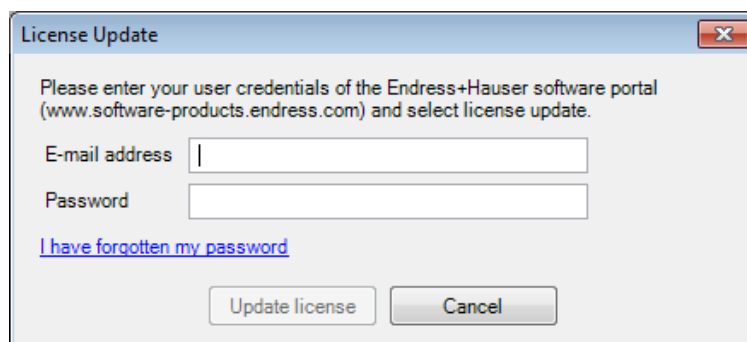 License Update
Please enter your user credentials of the Endress+Hauser software portal
(www.software-products.endress.com) and select license update.
E-mail address
Password
I have forgotten my password
Update license Cancel